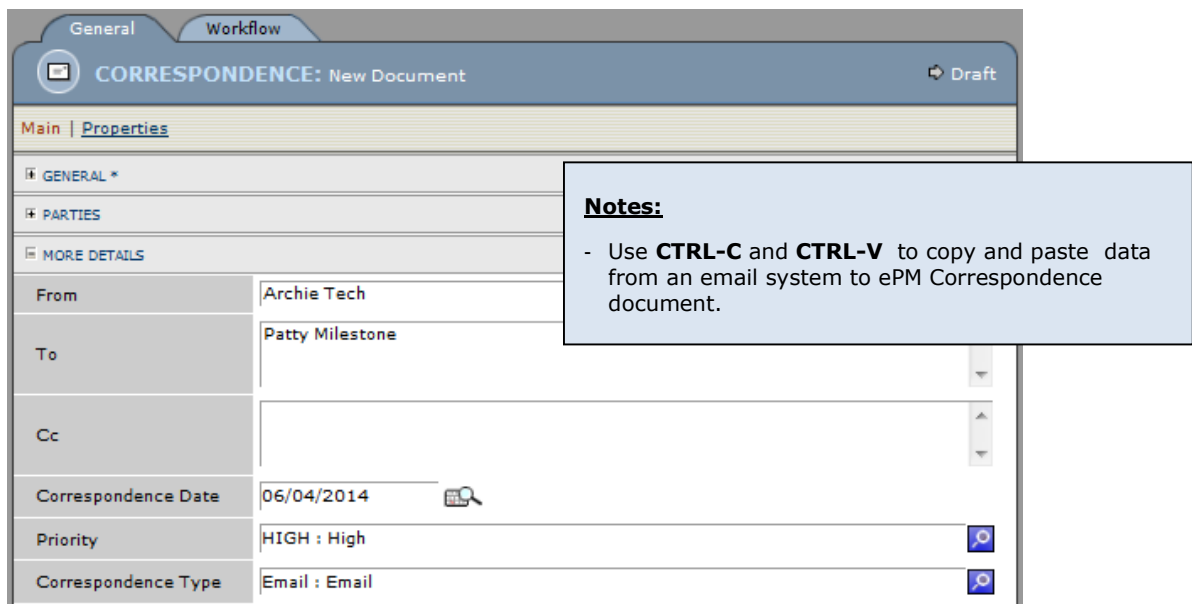 General Workflow
CORRESPONDENCE: New Document Draft
Main | Properties
GENERAL *
PARTIES
MORE DETAILS
Notes:
- Use CTRL-C and CTRL-V to copy and paste data
from an email system to ePM Correspondence
document.
From Archie Tech
To Patty Milestone
Cc
Correspondence Date 06/04/2014
Priority HIGH : High
Correspondence Type Email : Email